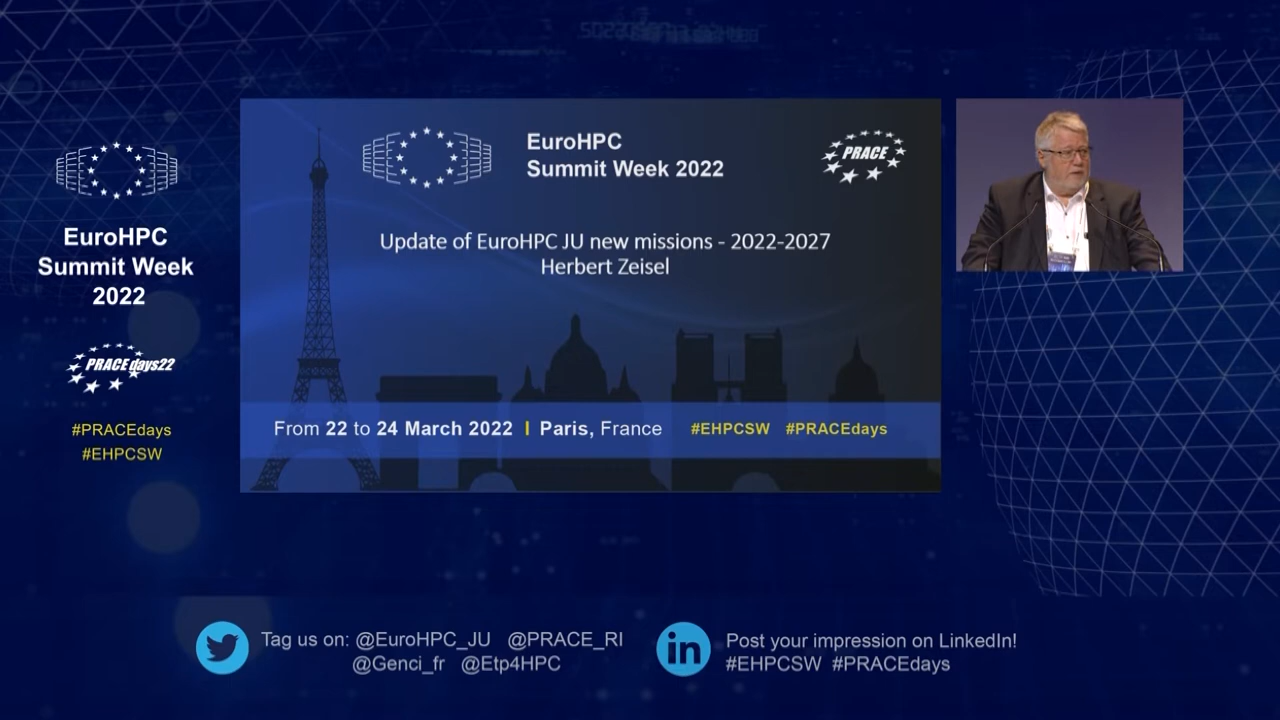 EuroHPC
Summit Week
2022
PRACEdays22
#PRACEdays
#EHPCSW
EuroHPC
Summit Week 2022
PRACE
Update of EuroHPC JU new missions - 2022-2027
Herbert Zeisel
From 22 to 24 March 2022 I Paris, France #EHPCSW #PRACEdays
Tag us on: @EuroHPC_JU @PRACE_RI
@Genci_fr @Etp4HPC
in
Post your impression on LinkedIn!
#EHPCSW #PRACEdays